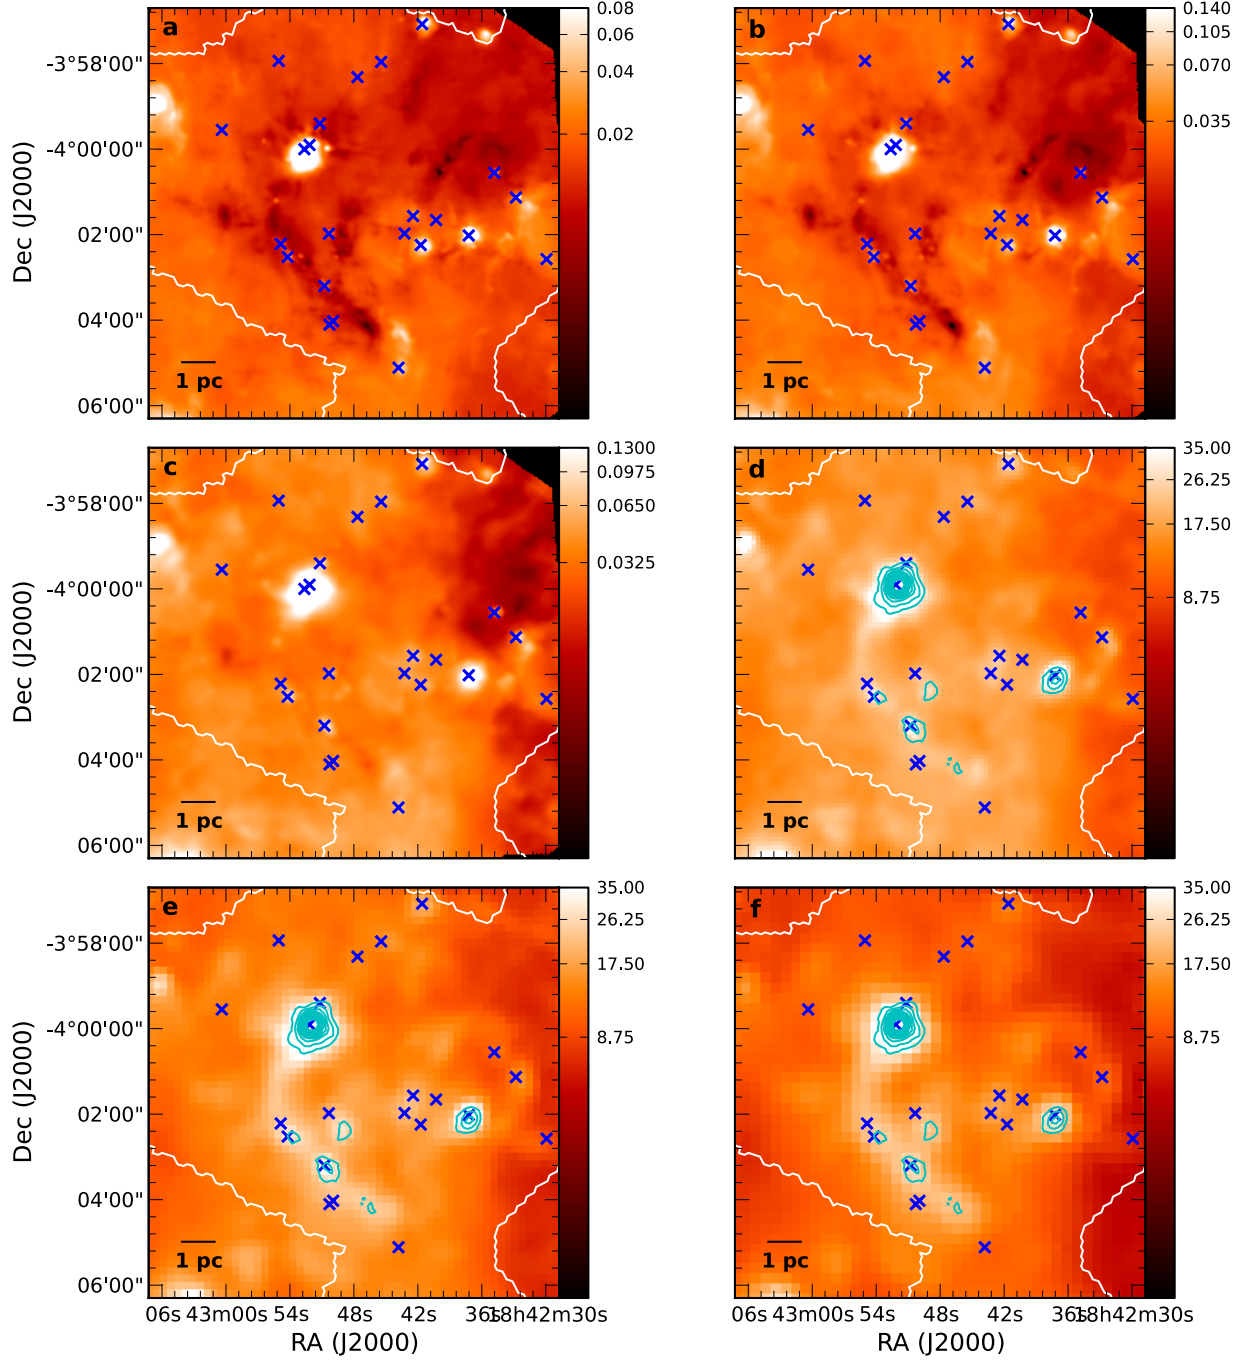 a
0.08
0.06
0.04
0.02
-3°58'00"
-4°00'00"
02'00"
04'00"
06'00"
Dec (J2000)
1 pc
b
0.140
0.105
0.070
0.035
1 pc
c
0.1300
0.0975
0.0650
0.0325
-3°58'00"
-4°00'00"
02'00"
04'00"
06'00"
Dec (J2000)
1 pc
d
35.00
26.25
17.50
8.75
1 pc
e
35.00
26.25
17.50
8.75
-3°58'00"
-4°00'00"
02'00"
04'00"
06'00"
Dec (J2000)
1 pc
06s 43m00s 54s 48s 42s 36s 18h42m30s
RA (J2000)
f
35.00
26.25
17.50
8.75
1 pc
06s 43m00s 54s 48s 42s 36s 18h42m30s
RA (J2000)